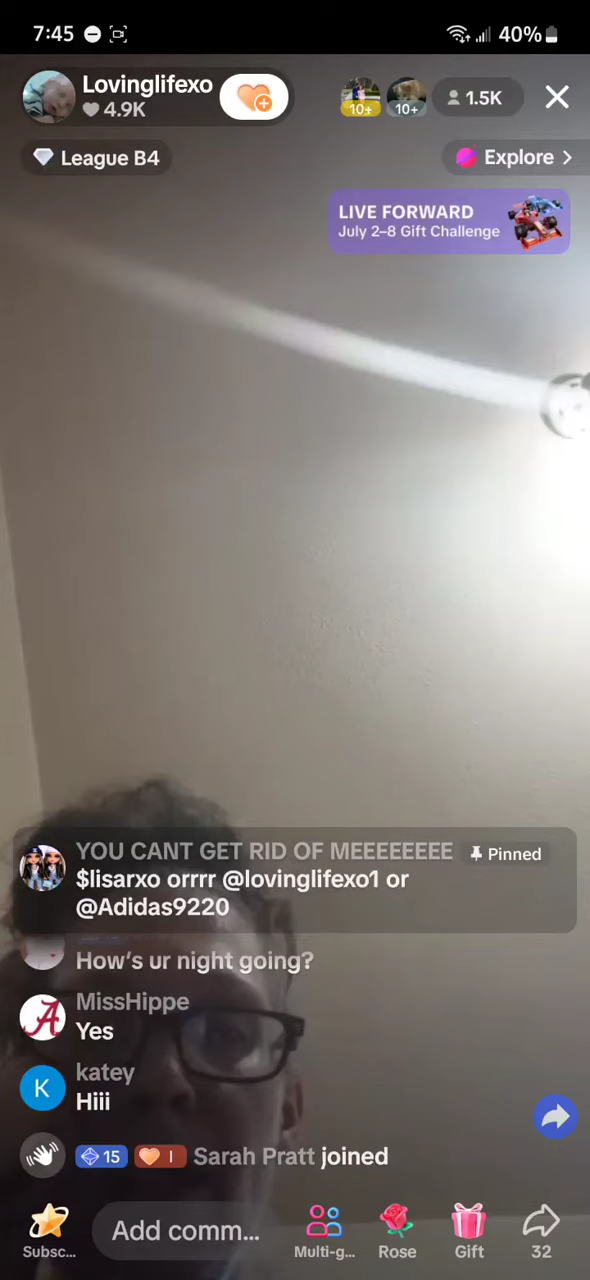 7:45
40%
Lovinglifexo
4.9K
10+
10+
1.5K
League B4
Explore
LIVE FORWARD
July 2–8 Gift Challenge
YOU CANT GET RID OF MEEEEEEEE
Pinned
$lisarxo orrrr @lovinglifexo1 or
@Adidas9220
How's ur night going?
MissHippe
Yes
A
katey
K
Hiii
15
I
Sarah Pratt joined
Add comm...
Subsc...
Multi-g...
Rose
Gift
32